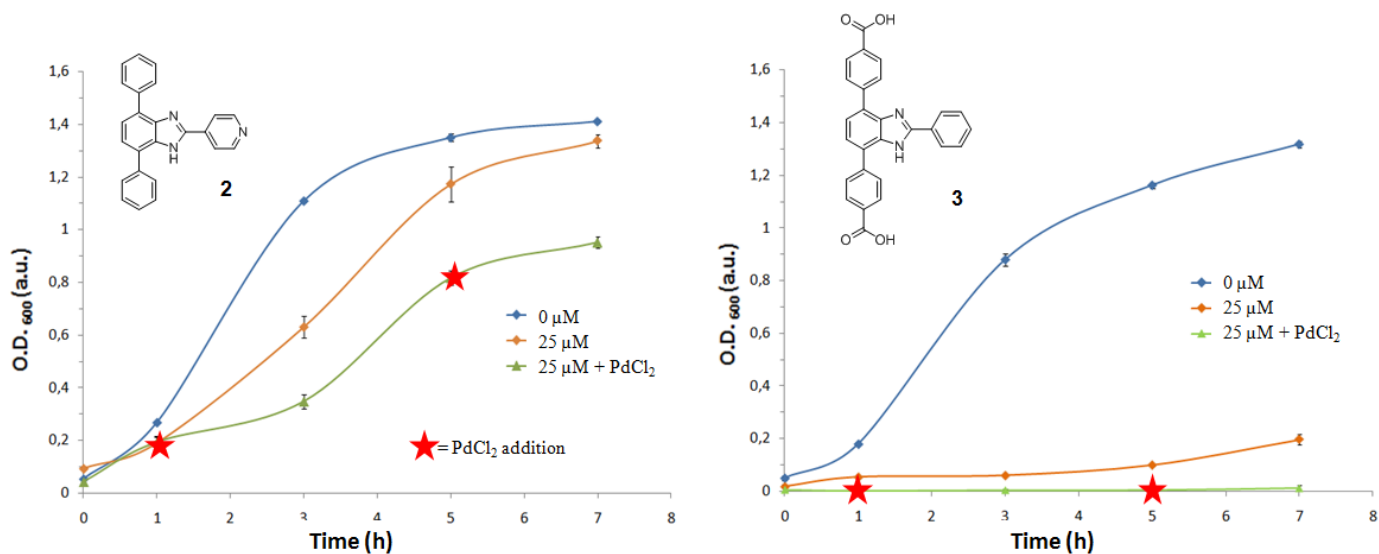 1,6
1,4
1,2
1
0,8
0,6
0,4
0,2
0
O.D. 600 (a.u.)
0 1 2 3 4 5 6 7 8
Time (h)
N
N
H
N
2
0 µM
25 µM
25 µM + PdCl2
= PdCl2 addition
1,6
1,4
1,2
1
0,8
0,6
0,4
0,2
0
O.D. 600 (a.u.)
0 1 2 3 4 5 6 7 8
Time (h)
O OH
N
N
H
O OH
3
0 µM
25 µM
25 µM + PdCl2